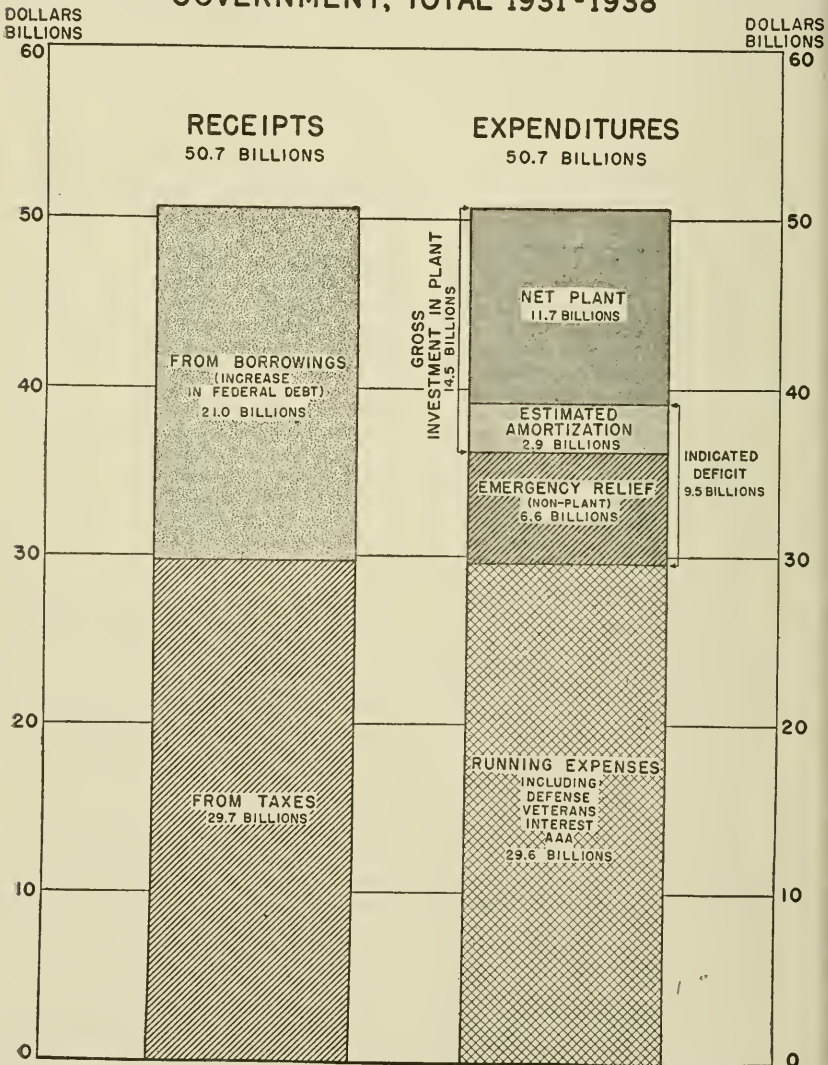 GOVERNMENT, TOTAL 1931-1938
DOLLARS
BILLIONS
DOLLARS
BILLIONS
60
60
RECEIPTS
50.7 BILLIONS
EXPENDITURES
50.7 BILLIONS
50
50
GROSS
INVESTMENT IN PLANT
14.5 BILLIONS
NET PLANT
11.7 BILLIONS
FROM BORROWINGS
(INCREASE
IN FEDERAL DEBT)
21.0 BILLIONS
40
40
ESTIMATED
AMORTIZATION
2.9 BILLIONS
INDICATED
DEFICIT
9.5 BILLIONS
EMERGENCY RELIEF
(NON-PLANT)
6.6 BILLIONS
30
30
20
20
RUNNING EXPENSES
INCLUDING
DEFENSE
VETERANS
INTEREST
AAA
29.6 BILLIONS
FROM TAXES
29.7 BILLIONS
10
10
0
0